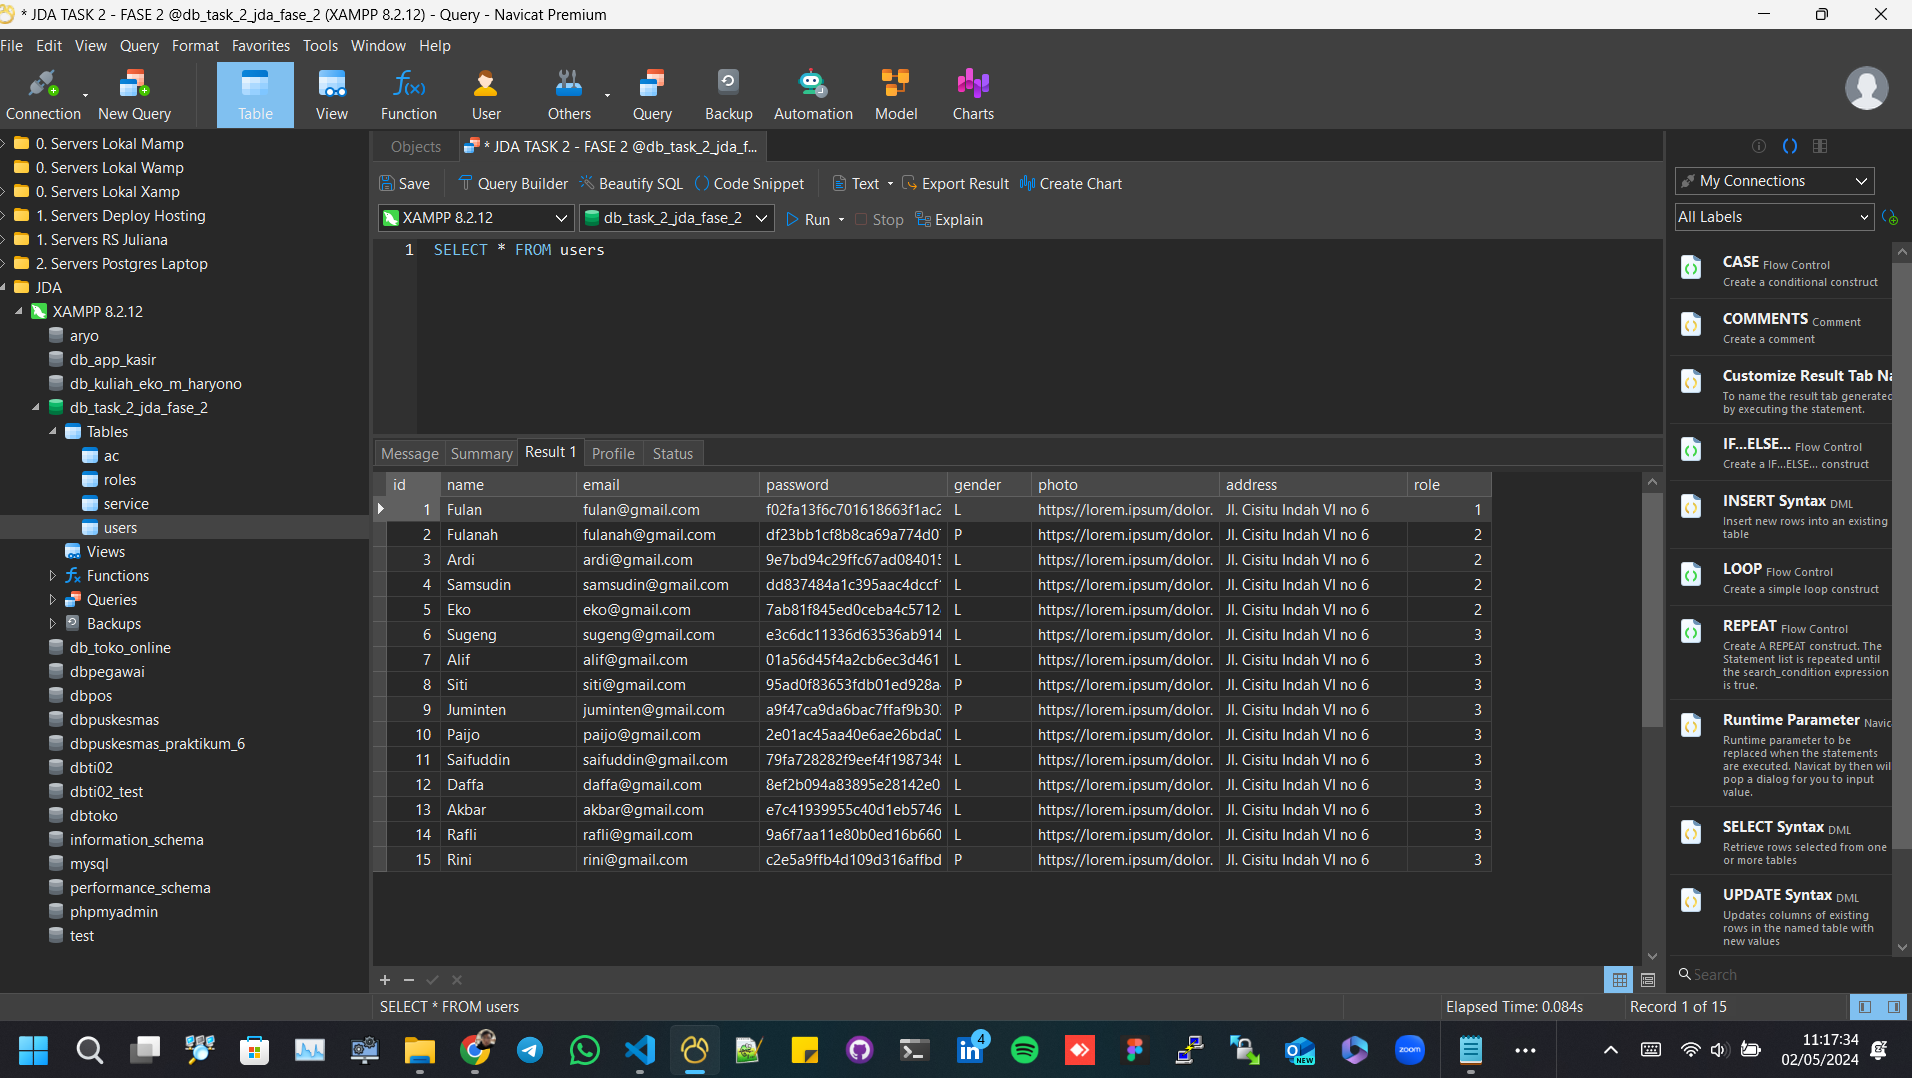 * JDA TASK 2 - FASE 2 @db_task_2_jda_fase_2 (XAMPP 8.2.12) - Query - Navicat Premium
File Edit View Query Format Favorites Tools Window Help
Connection New Query Table View Function User Others Query Backup Automation Model Charts
0. Servers Lokal Mamp
0. Servers Lokal Wamp
0. Servers Lokal Xamp
1. Servers Deploy Hosting
1. Servers RS Juliana
2. Servers Postgres Laptop
JDA
XAMPP 8.2.12
aryo
db_app_kasir
db_kuliah_eko_m_haryono
db_task_2_jda_fase_2
Tables
ac
roles
service
users
Views
Functions
Queries
Backups
db_toko_online
dbpegawai
dbpos
dbpuskesmas
dbpuskesmas_praktikum_6
dbti02
dbti02_test
dbtoko
information_schema
mysql
performance_schema
phpmyadmin
test
Objects * JDA TASK 2 - FASE 2 @db_task_2_jda_f...
Save Query Builder Beautify SQL Code Snippet Text Export Result Create Chart
XAMPP 8.2.12 db_task_2_jda_fase_2 Run Stop Explain
1 SELECT * FROM users
Message Summary Result 1 Profile Status
id name email password gender photo address role
1 Fulan fulan@gmail.com f02fa13f6c701618663f1ac2 L https://lorem.ipsum/dolor. Jl. Cisitu Indah VI no 6 1
2 Fulanah fulanah@gmail.com df23bb1cf8b8ca69a774d0 P https://lorem.ipsum/dolor. Jl. Cisitu Indah VI no 6 2
3 Ardi ardi@gmail.com 9e7bd94c29ffc67ad084015 L https://lorem.ipsum/dolor. Jl. Cisitu Indah VI no 6 2
4 Samsudin samsudin@gmail.com dd837484a1c395aac4dccf L https://lorem.ipsum/dolor. Jl. Cisitu Indah VI no 6 2
5 Eko eko@gmail.com 7ab81f845ed0ceba4c5712 L https://lorem.ipsum/dolor. Jl. Cisitu Indah VI no 6 2
6 Sugeng sugeng@gmail.com e3c6dc11336d63536ab914 L https://lorem.ipsum/dolor. Jl. Cisitu Indah VI no 6 3
7 Alif alif@gmail.com 01a56d45f4a2cb6ec3d461 L https://lorem.ipsum/dolor. Jl. Cisitu Indah VI no 6 3
8 Siti siti@gmail.com 95ad0f83653fdb01ed928a P https://lorem.ipsum/dolor. Jl. Cisitu Indah VI no 6 3
9 Juminten juminten@gmail.com a9f47ca9da6bac7ffaf9b30 P https://lorem.ipsum/dolor. Jl. Cisitu Indah VI no 6 3
10 Paijo paijo@gmail.com 2e01ac45aa40e6ae26bda0 L https://lorem.ipsum/dolor. Jl. Cisitu Indah VI no 6 3
11 Saifuddin saifuddin@gmail.com 79fa728282f9eef4f198734 L https://lorem.ipsum/dolor. Jl. Cisitu Indah VI no 6 3
12 Daffa daffa@gmail.com 8ef2b094a83895e28142e0 L https://lorem.ipsum/dolor. Jl. Cisitu Indah VI no 6 3
13 Akbar akbar@gmail.com e7c41939955c40d1eb5746 L https://lorem.ipsum/dolor. Jl. Cisitu Indah VI no 6 3
14 Rafli rafli@gmail.com 9a6f7aa11e80b0ed16b660 L https://lorem.ipsum/dolor. Jl. Cisitu Indah VI no 6 3
15 Rini rini@gmail.com c2e5a9ffb4d109d316affbd P https://lorem.ipsum/dolor. Jl. Cisitu Indah VI no 6 3
My Connections
All Labels
CASE Flow Control
Create a conditional construct
COMMENTS Comment
Create a comment
Customize Result Tab Na
To name the result tab generated
by executing the statement.
IF...ELSE... Flow Control
Create a IF...ELSE... construct
INSERT Syntax DML
Insert new rows into an existing
table
LOOP Flow Control
Create a simple loop construct
REPEAT Flow Control
Create A REPEAT construct. The
Statement list is repeated until
the search_condition expression
is true.
Runtime Parameter Navic
Runtime parameter to be
replaced when the statements
are executed. Navicat by then wil
pop a dialog for you to input
value.
SELECT Syntax DML
Retrieve rows selected from one
or more tables
UPDATE Syntax DML
Updates columns of existing
rows in the named table with
new values
Search
SELECT * FROM users Elapsed Time: 0.084s Record 1 of 15
4
NEW
zoom
11:17:34
02/05/2024